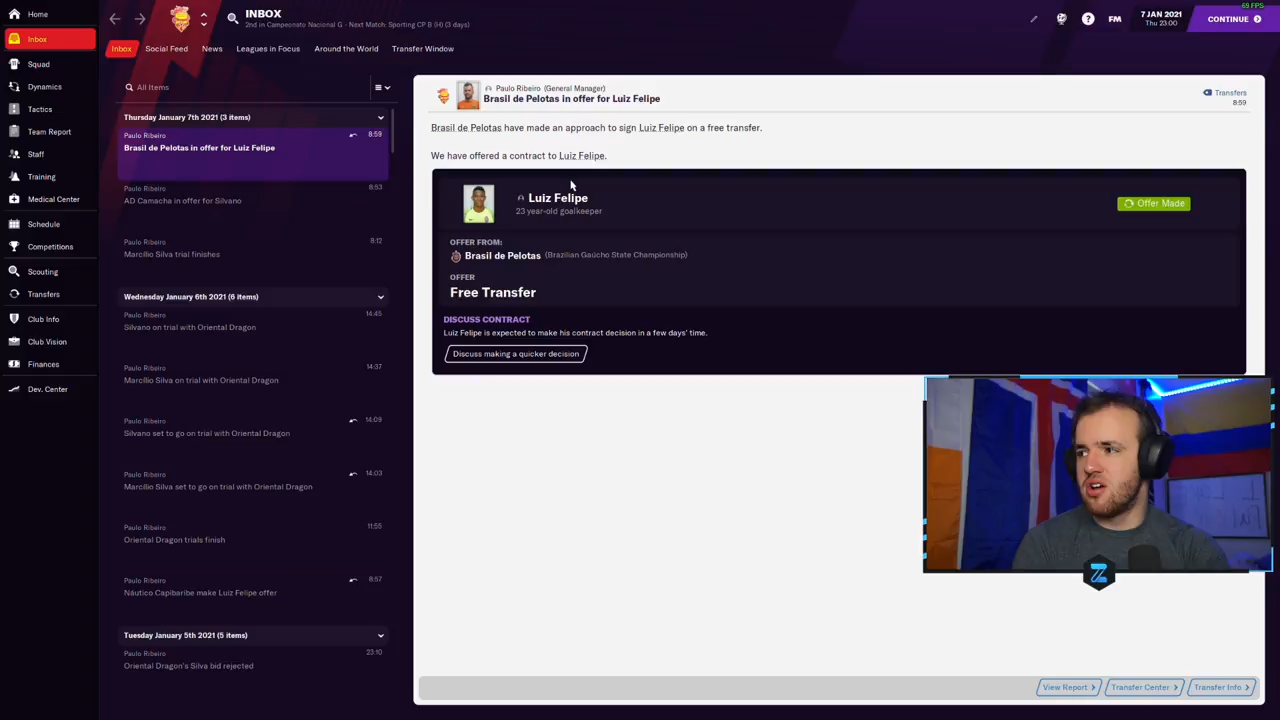 69 FPS
Home
Inbox
Squad
Dynamics
Tactics
Team Report
Staff
Training
Medical Center
Schedule
Competitions
Scouting
Transfers
Club Info
Club Vision
Finances
Dev. Center
INBOX
2nd in Campeonato Nacional G - Next Match: Sporting CP B (H) (3 days)
FM
7 JAN 2021
Thu 23:00
CONTINUE
Inbox
Social Feed
News
Leagues in Focus
Around the World
Transfer Window
All Items
Thursday January 7th 2021 (3 items)
Paulo Ribeiro 8:59
Brasil de Pelotas in offer for Luiz Felipe
Paulo Ribeiro 8:53
AD Camacha in offer for Silvano
Paulo Ribeiro 8:12
Marcílio Silva trial finishes
Wednesday January 6th 2021 (6 items)
Paulo Ribeiro 14:45
Silvano on trial with Oriental Dragon
Paulo Ribeiro 14:37
Marcílio Silva on trial with Oriental Dragon
Paulo Ribeiro 14:09
Silvano set to go on trial with Oriental Dragon
Paulo Ribeiro 14:03
Marcílio Silva set to go on trial with Oriental Dragon
Paulo Ribeiro 11:55
Oriental Dragon trials finish
Paulo Ribeiro 8:57
Náutico Capibaribe make Luiz Felipe offer
Tuesday January 5th 2021 (5 items)
Paulo Ribeiro 23:10
Oriental Dragon's Silva bid rejected
Paulo Ribeiro (General Manager)
Brasil de Pelotas in offer for Luiz Felipe
Transfers
8:59
Brasil de Pelotas have made an approach to sign Luiz Felipe on a free transfer.
We have offered a contract to Luiz Felipe.
Luiz Felipe
23 year-old goalkeeper
Offer Made
OFFER FROM:
Brasil de Pelotas (Brazilian Gaúcho State Championship)
OFFER
Free Transfer
DISCUSS CONTRACT
Luiz Felipe is expected to make his contract decision in a few days' time.
Discuss making a quicker decision
View Report
Transfer Center
Transfer Info